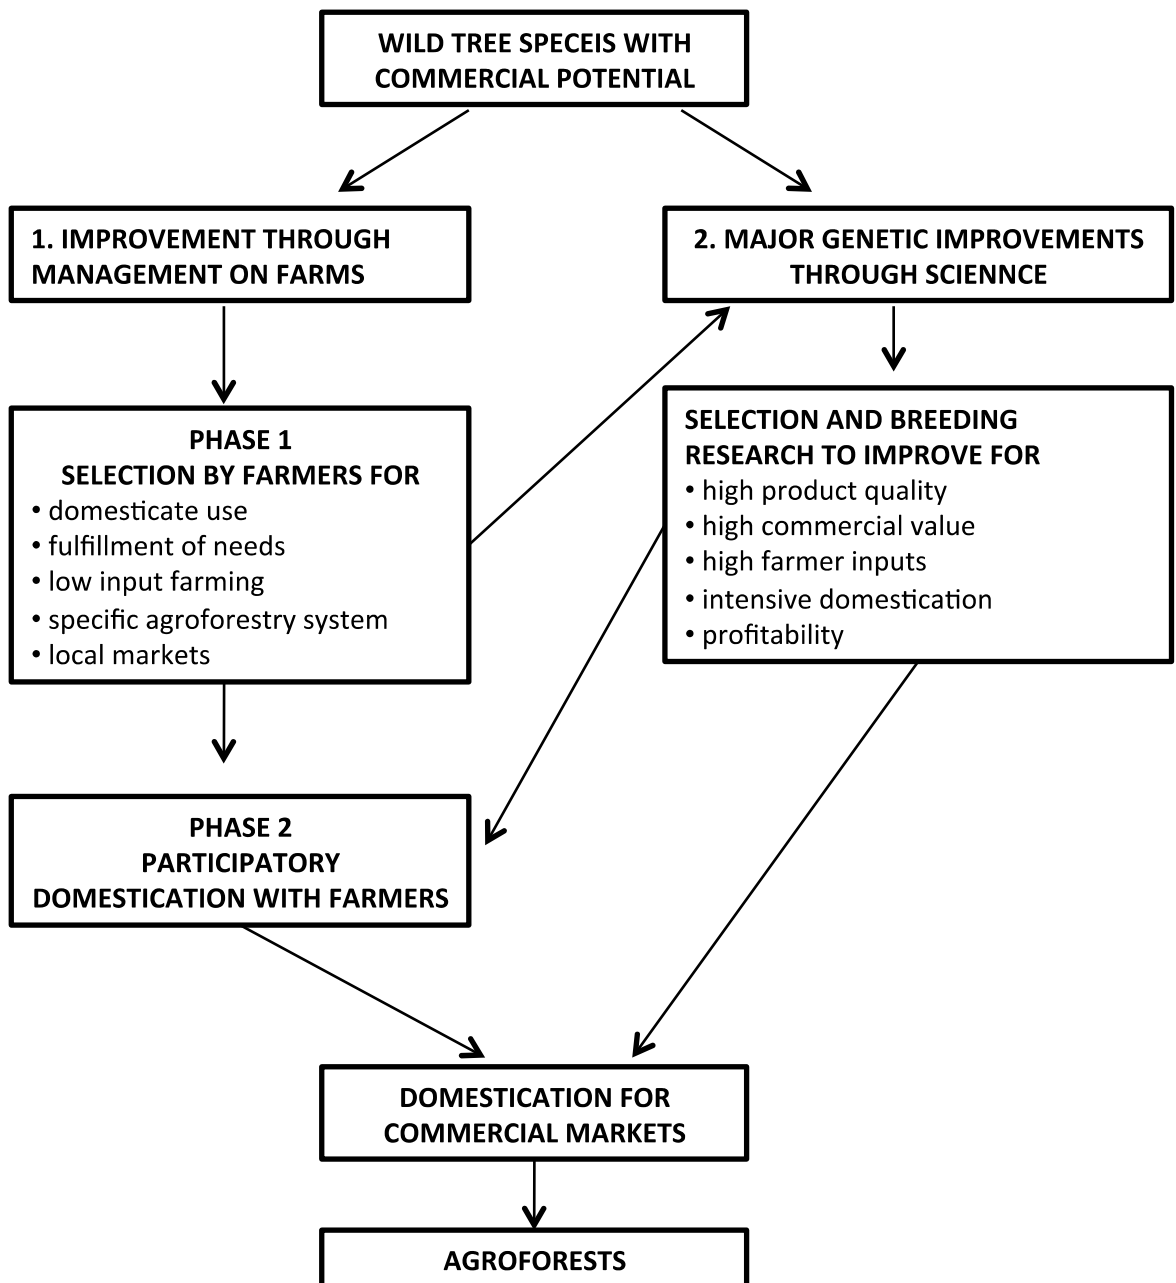 WILD TREE SPECEIS WITH
COMMERCIAL POTENTIAL
1. IMPROVEMENT THROUGH
MANAGEMENT ON FARMS
2. MAJOR GENETIC IMPROVEMENTS
THROUGH SCIENNCE
PHASE 1
SELECTION BY FARMERS FOR
• domesticate use
• fulfillment of needs
• low input farming
• specific agroforestry system
• local markets
SELECTION AND BREEDING
RESEARCH TO IMPROVE FOR
• high product quality
• high commercial value
• high farmer inputs
• intensive domestication
• profitability
PHASE 2
PARTICIPATORY
DOMESTICATION WITH FARMERS
DOMESTICATION FOR
COMMERCIAL MARKETS
AGROFORESTS